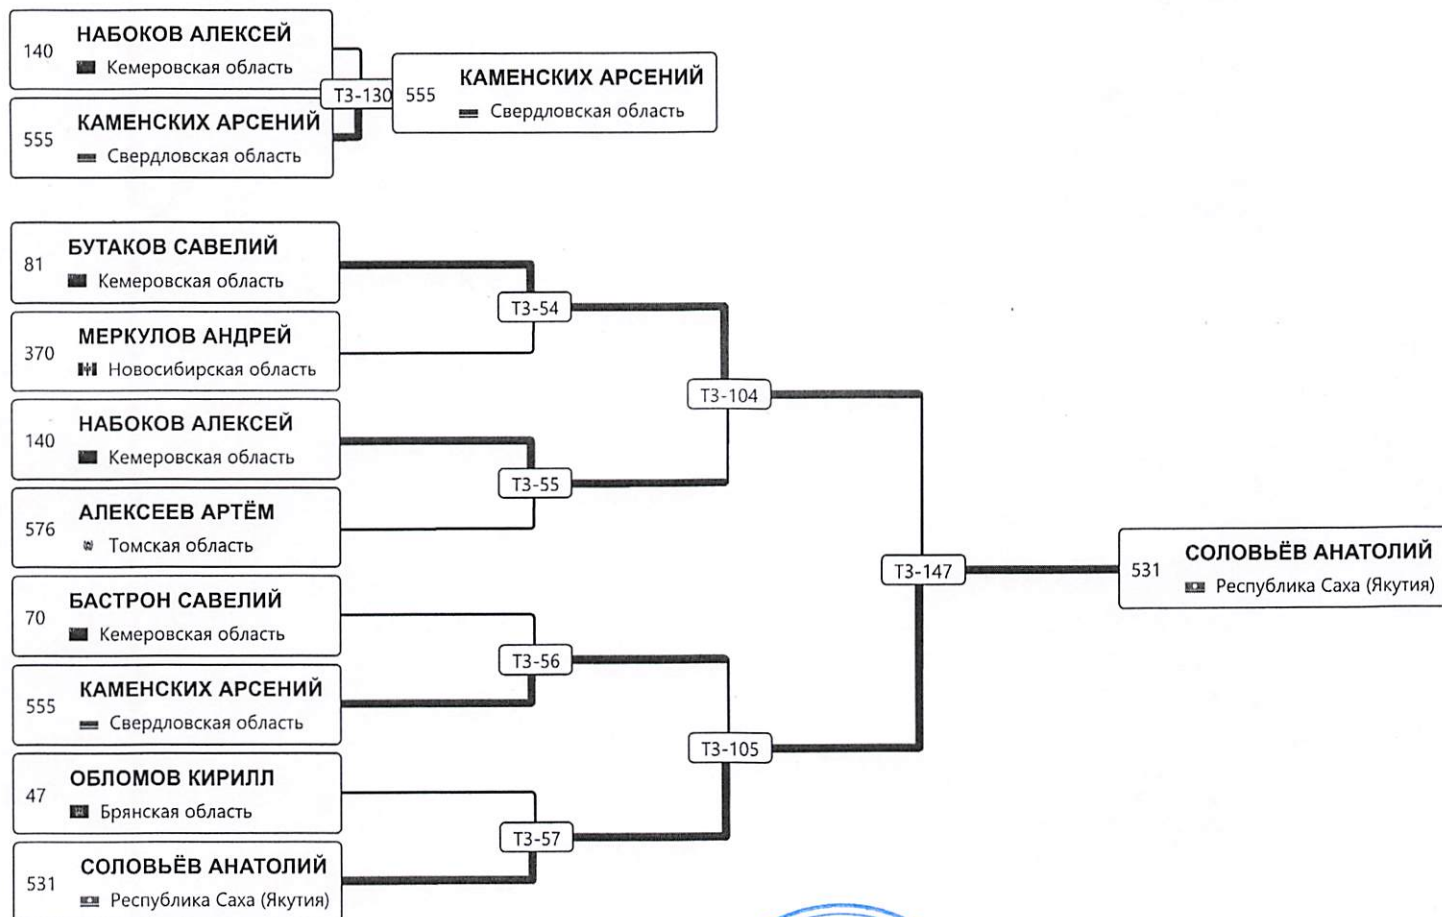 140 НАБОКОВ АЛЕКСЕЙ
Кемеровская область
555 КАМЕНСКИХ АРСЕНИЙ
Свердловская область
ТЗ-130
555 КАМЕНСКИХ АРСЕНИЙ
Свердловская область
81 БУТАКОВ САВЕЛИЙ
Кемеровская область
370 МЕРКУЛОВ АНДРЕЙ
Новосибирская область
ТЗ-54
140 НАБОКОВ АЛЕКСЕЙ
Кемеровская область
576 АЛЕКСЕЕВ АРТЁМ
Томская область
ТЗ-55
ТЗ-104
70 БАСТРОН САВЕЛИЙ
Кемеровская область
555 КАМЕНСКИХ АРСЕНИЙ
Свердловская область
ТЗ-56
47 ОБЛОМОВ КИРИЛЛ
Брянская область
531 СОЛОВЬЁВ АНАТОЛИЙ
Республика Саха (Якутия)
ТЗ-57
ТЗ-105
ТЗ-147
531 СОЛОВЬЁВ АНАТОЛИЙ
Республика Саха (Якутия)